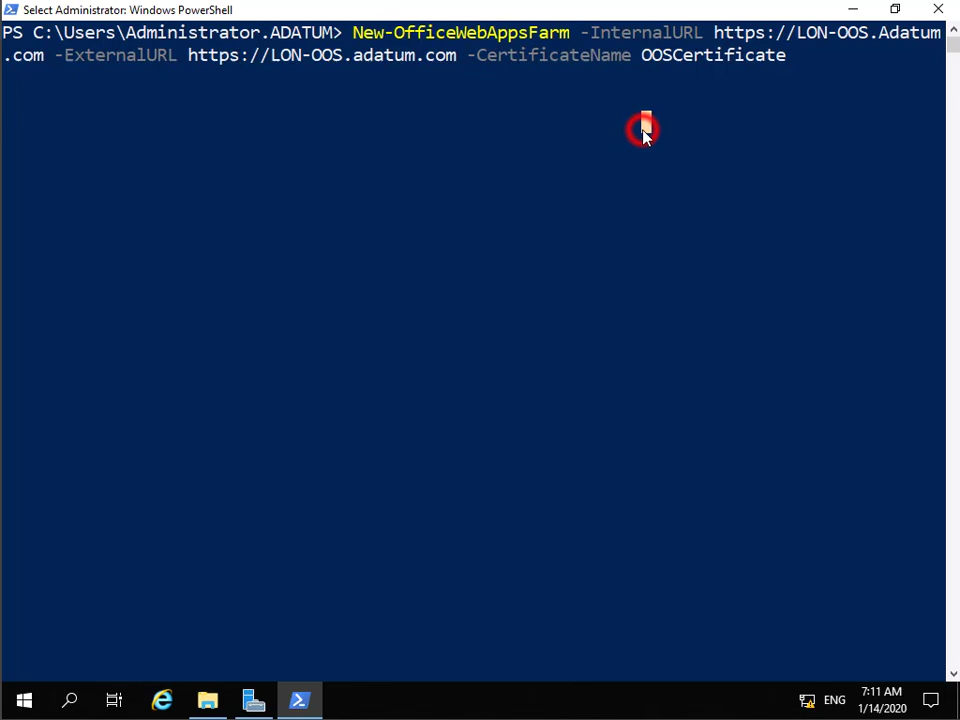 Select Administrator: Windows PowerShell
PS C:\Users\Administrator.ADATUM> New-OfficeWebAppsFarm -InternalURL https://LON-OOS.Adatum
.com -ExternalURL https://LON-OOS.adatum.com -CertificateName OOSCertificate
ENG
7:11 AM
1/14/2020